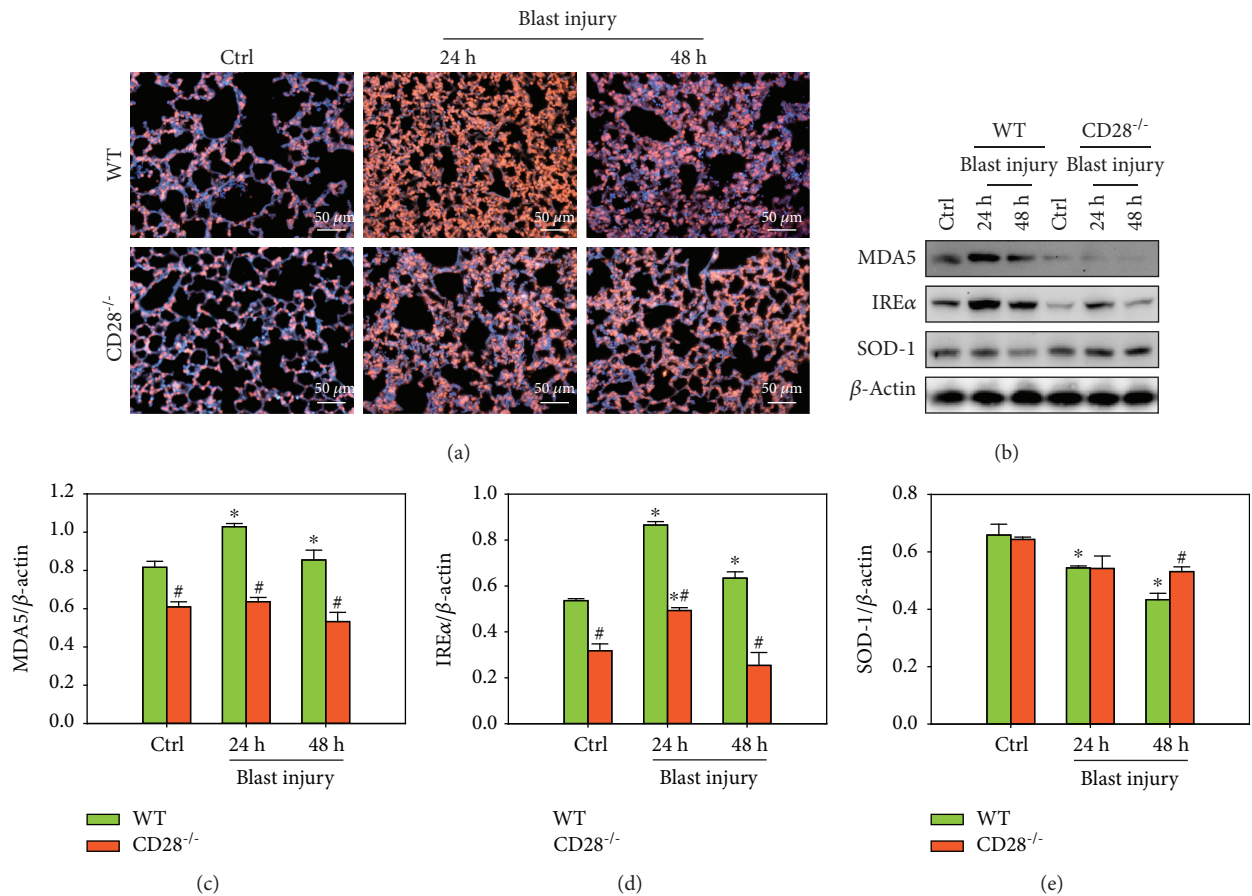 Blast injury
Ctrl 24 h 48 h
WT
50 μm 50 μm 50 μm
CD28-/-
50 μm 50 μm 50 μm
(a)
WT CD28-/-
Blast injury Blast injury
Ctrl 24 h 48 h Ctrl 24 h 48 h
MDA5
IREα
SOD-1
β-Actin
(b)
MDA5/β-actin
1.2
1.0
0.8
0.6
0.4
0.2
0.0
# * # * #
Ctrl 24 h 48 h
Blast injury
WT
CD28-/-
(c)
IREα/β-actin
1.0
0.8
0.6
0.4
0.2
0.0
# * *# * #
Ctrl 24 h 48 h
Blast injury
WT
CD28-/-
(d)
SOD-1/β-actin
0.8
0.6
0.4
0.2
0.0
* * #
Ctrl 24 h 48 h
Blast injury
WT
CD28-/-
(e)